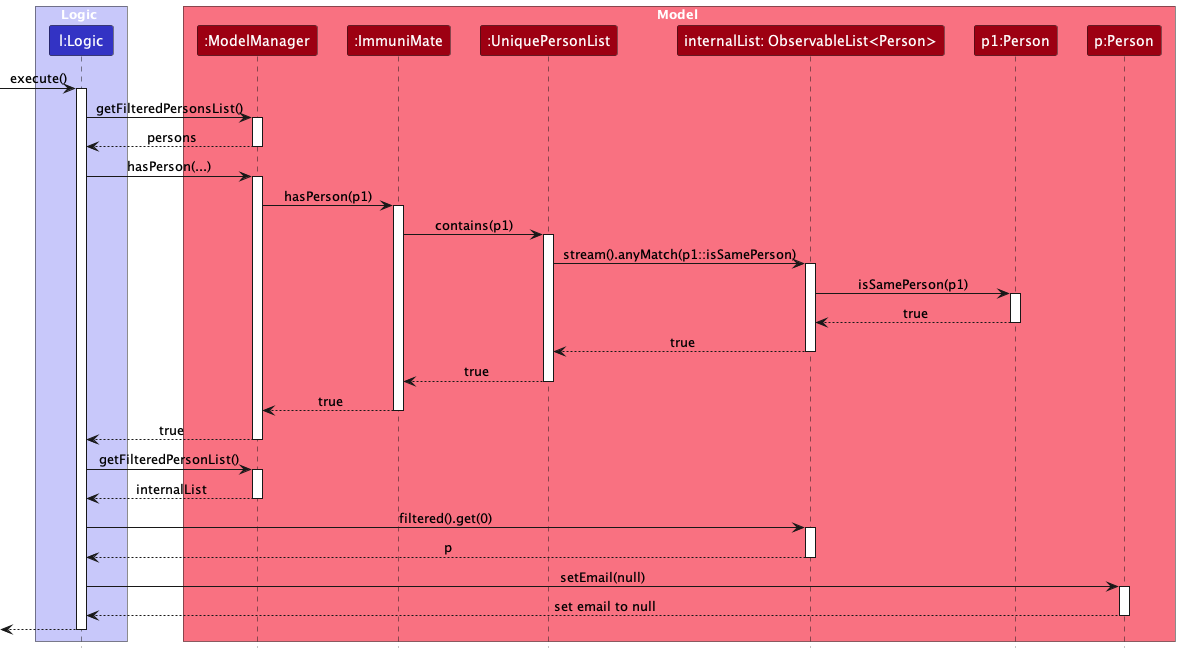 Logic
Model
l:Logic
:ModelManager
:ImmuniMate
:UniquePersonList
internalList: ObservableList<Person>
p1:Person
p:Person
execute()
getFilteredPersonsList()
persons
hasPerson(...)
hasPerson(p1)
contains(p1)
stream().anyMatch(p1::isSamePerson)
isSamePerson(p1)
true
true
true
true
true
getFilteredPersonList()
internalList
filtered().get(0)
p
setEmail(null)
set email to null